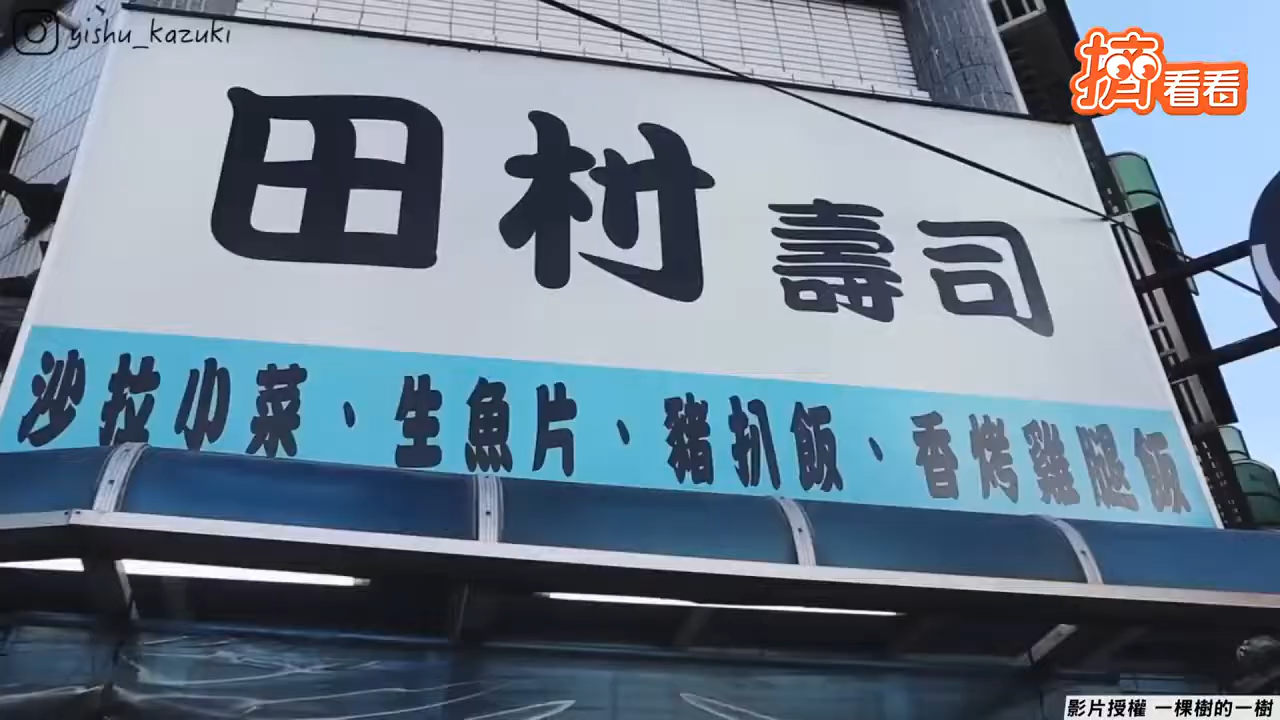 yishu_kazuki
擠看看
田村壽司
沙拉小菜、生魚片、豬扒飯、香烤雞腿飯
影片授權 一棵樹的一樹